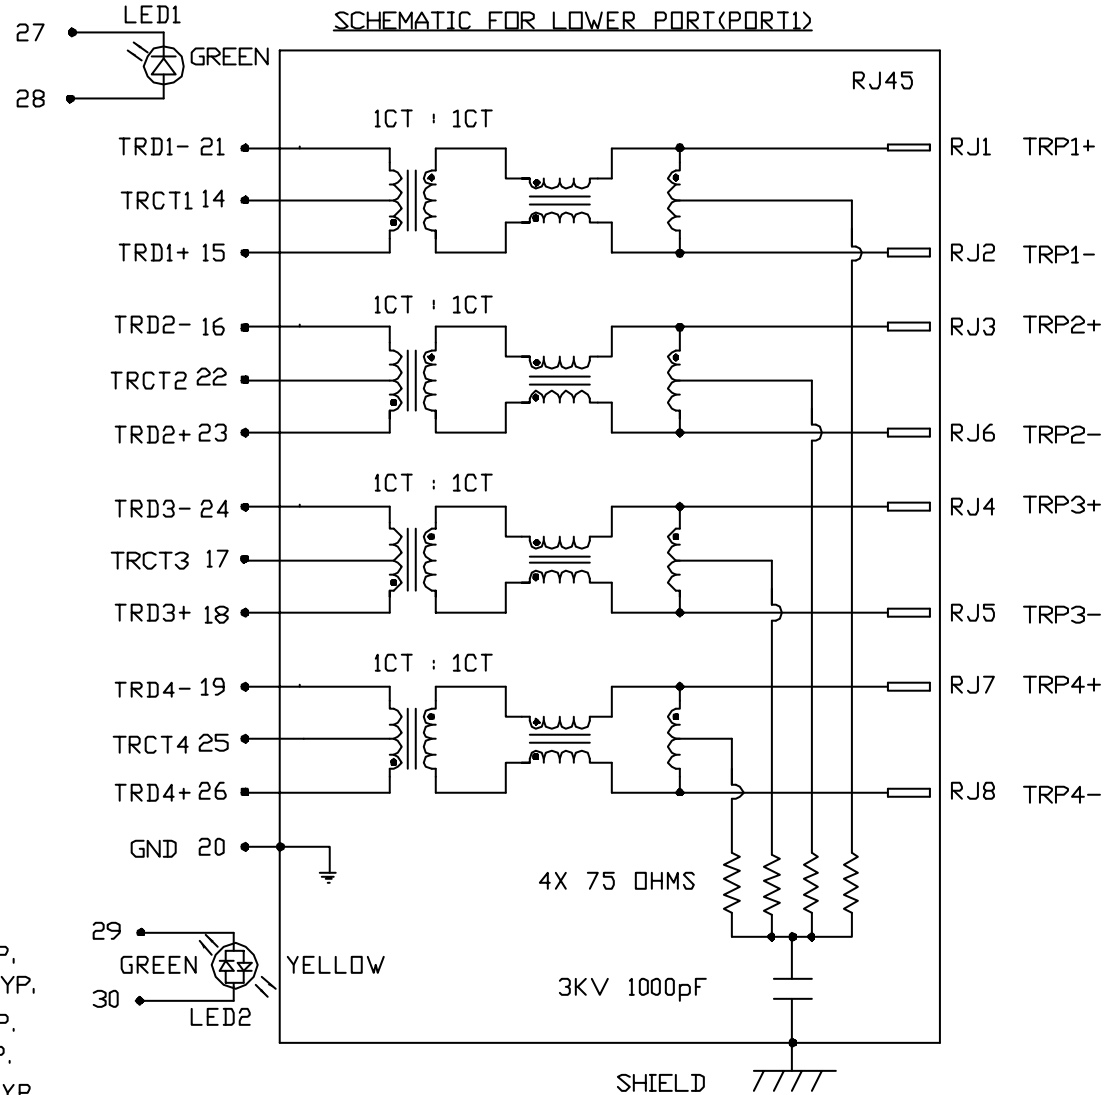 SCHEMATIC FOR LOWER PORT(PORT1)
LED1
27
GREEN
28
RJ45
1CT : 1CT
TRD1- 21
RJ1 TRP1+
TRCT1 14
TRD1+ 15
RJ2 TRP1-
1CT : 1CT
TRD2- 16
RJ3 TRP2+
TRCT2 22
TRD2+ 23
RJ6 TRP2-
1CT : 1CT
TRD3- 24
RJ4 TRP3+
TRCT3 17
TRD3+ 18
RJ5 TRP3-
1CT : 1CT
TRD4- 19
RJ7 TRP4+
TRCT4 25
TRD4+ 26
RJ8 TRP4-
GND 20
4X 75 OHMS
29
P.
GREEN
YELLOW
YP.
3KV 1000pF
30
LED2
P.
P.
SHIELD
YP